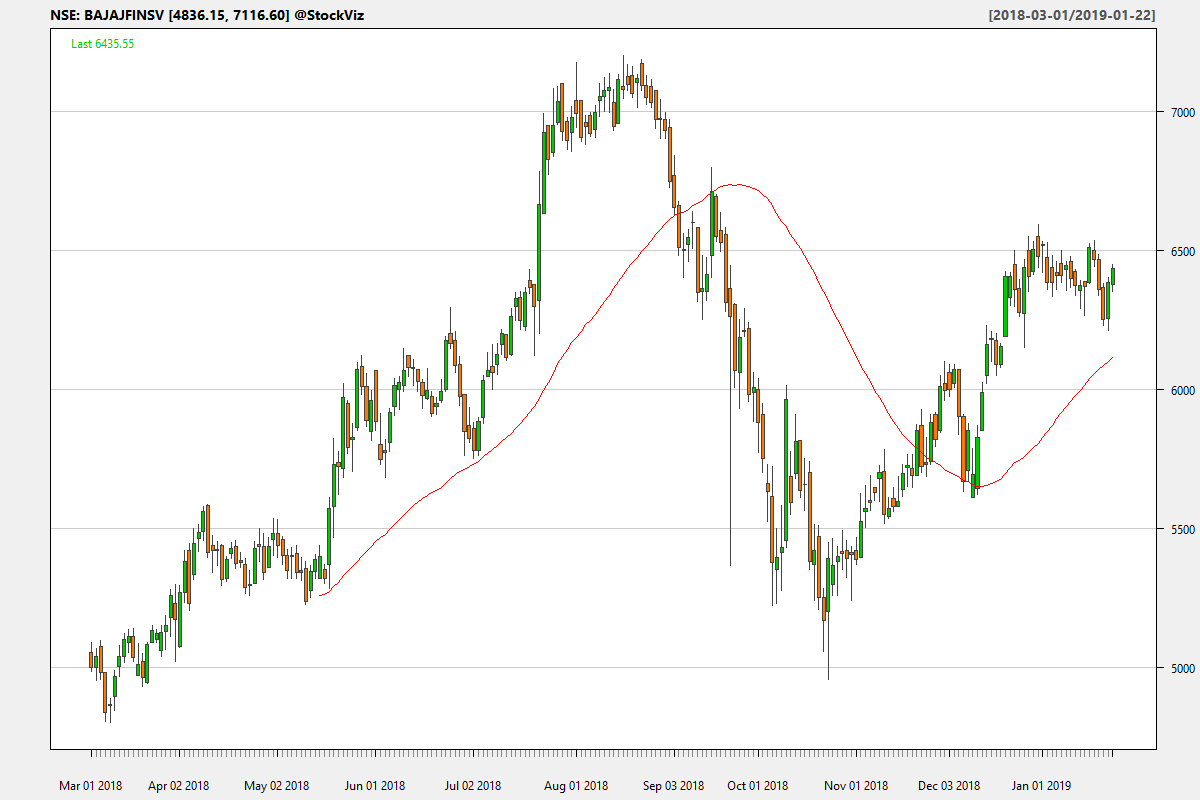 NSE: BAJAJFINSV [4836.15, 7116.60] @StockViz
[2018-03-01/2019-01-22]
Last 6435.55
7000
6500
6000
5500
5000
Mar 01 2018
Apr 02 2018
May 02 2018
Jun 01 2018
Jul 02 2018
Aug 01 2018
Sep 03 2018
Oct 01 2018
Nov 01 2018
Dec 03 2018
Jan 01 2019